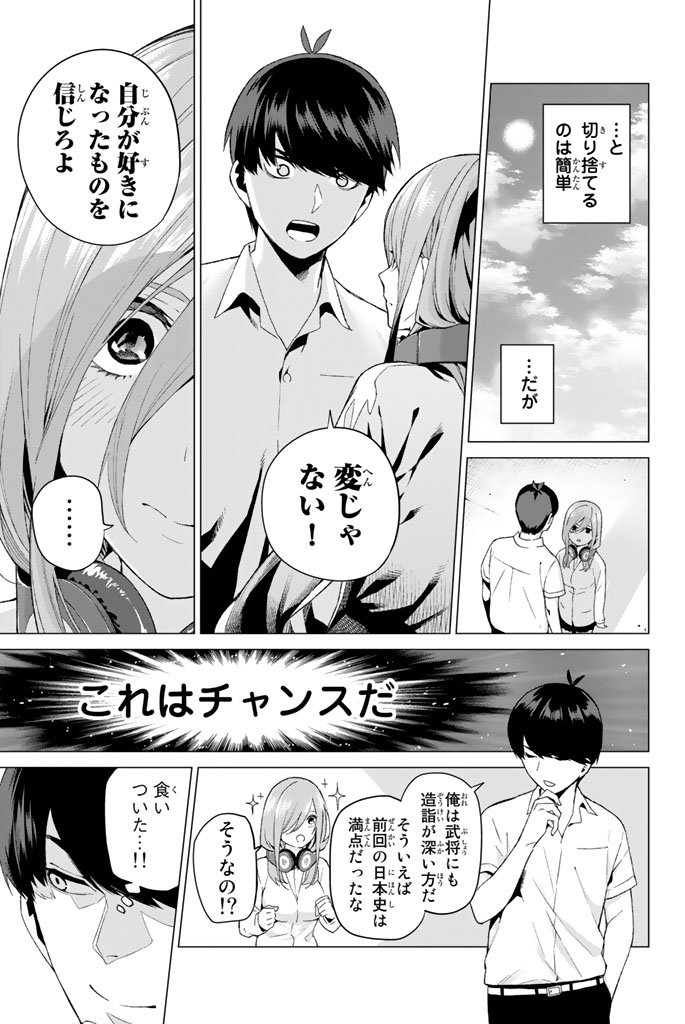 …と
切り捨てる
のは簡単
…だが
変じゃ
ない！
自分が好きに
なったものを
信じろよ
……
これはチャンスだ
俺は武将にも
造詣が深い方だ
そういえば
前回の日本史は
満点だったな
そうなの!?
食い
ついた…!!